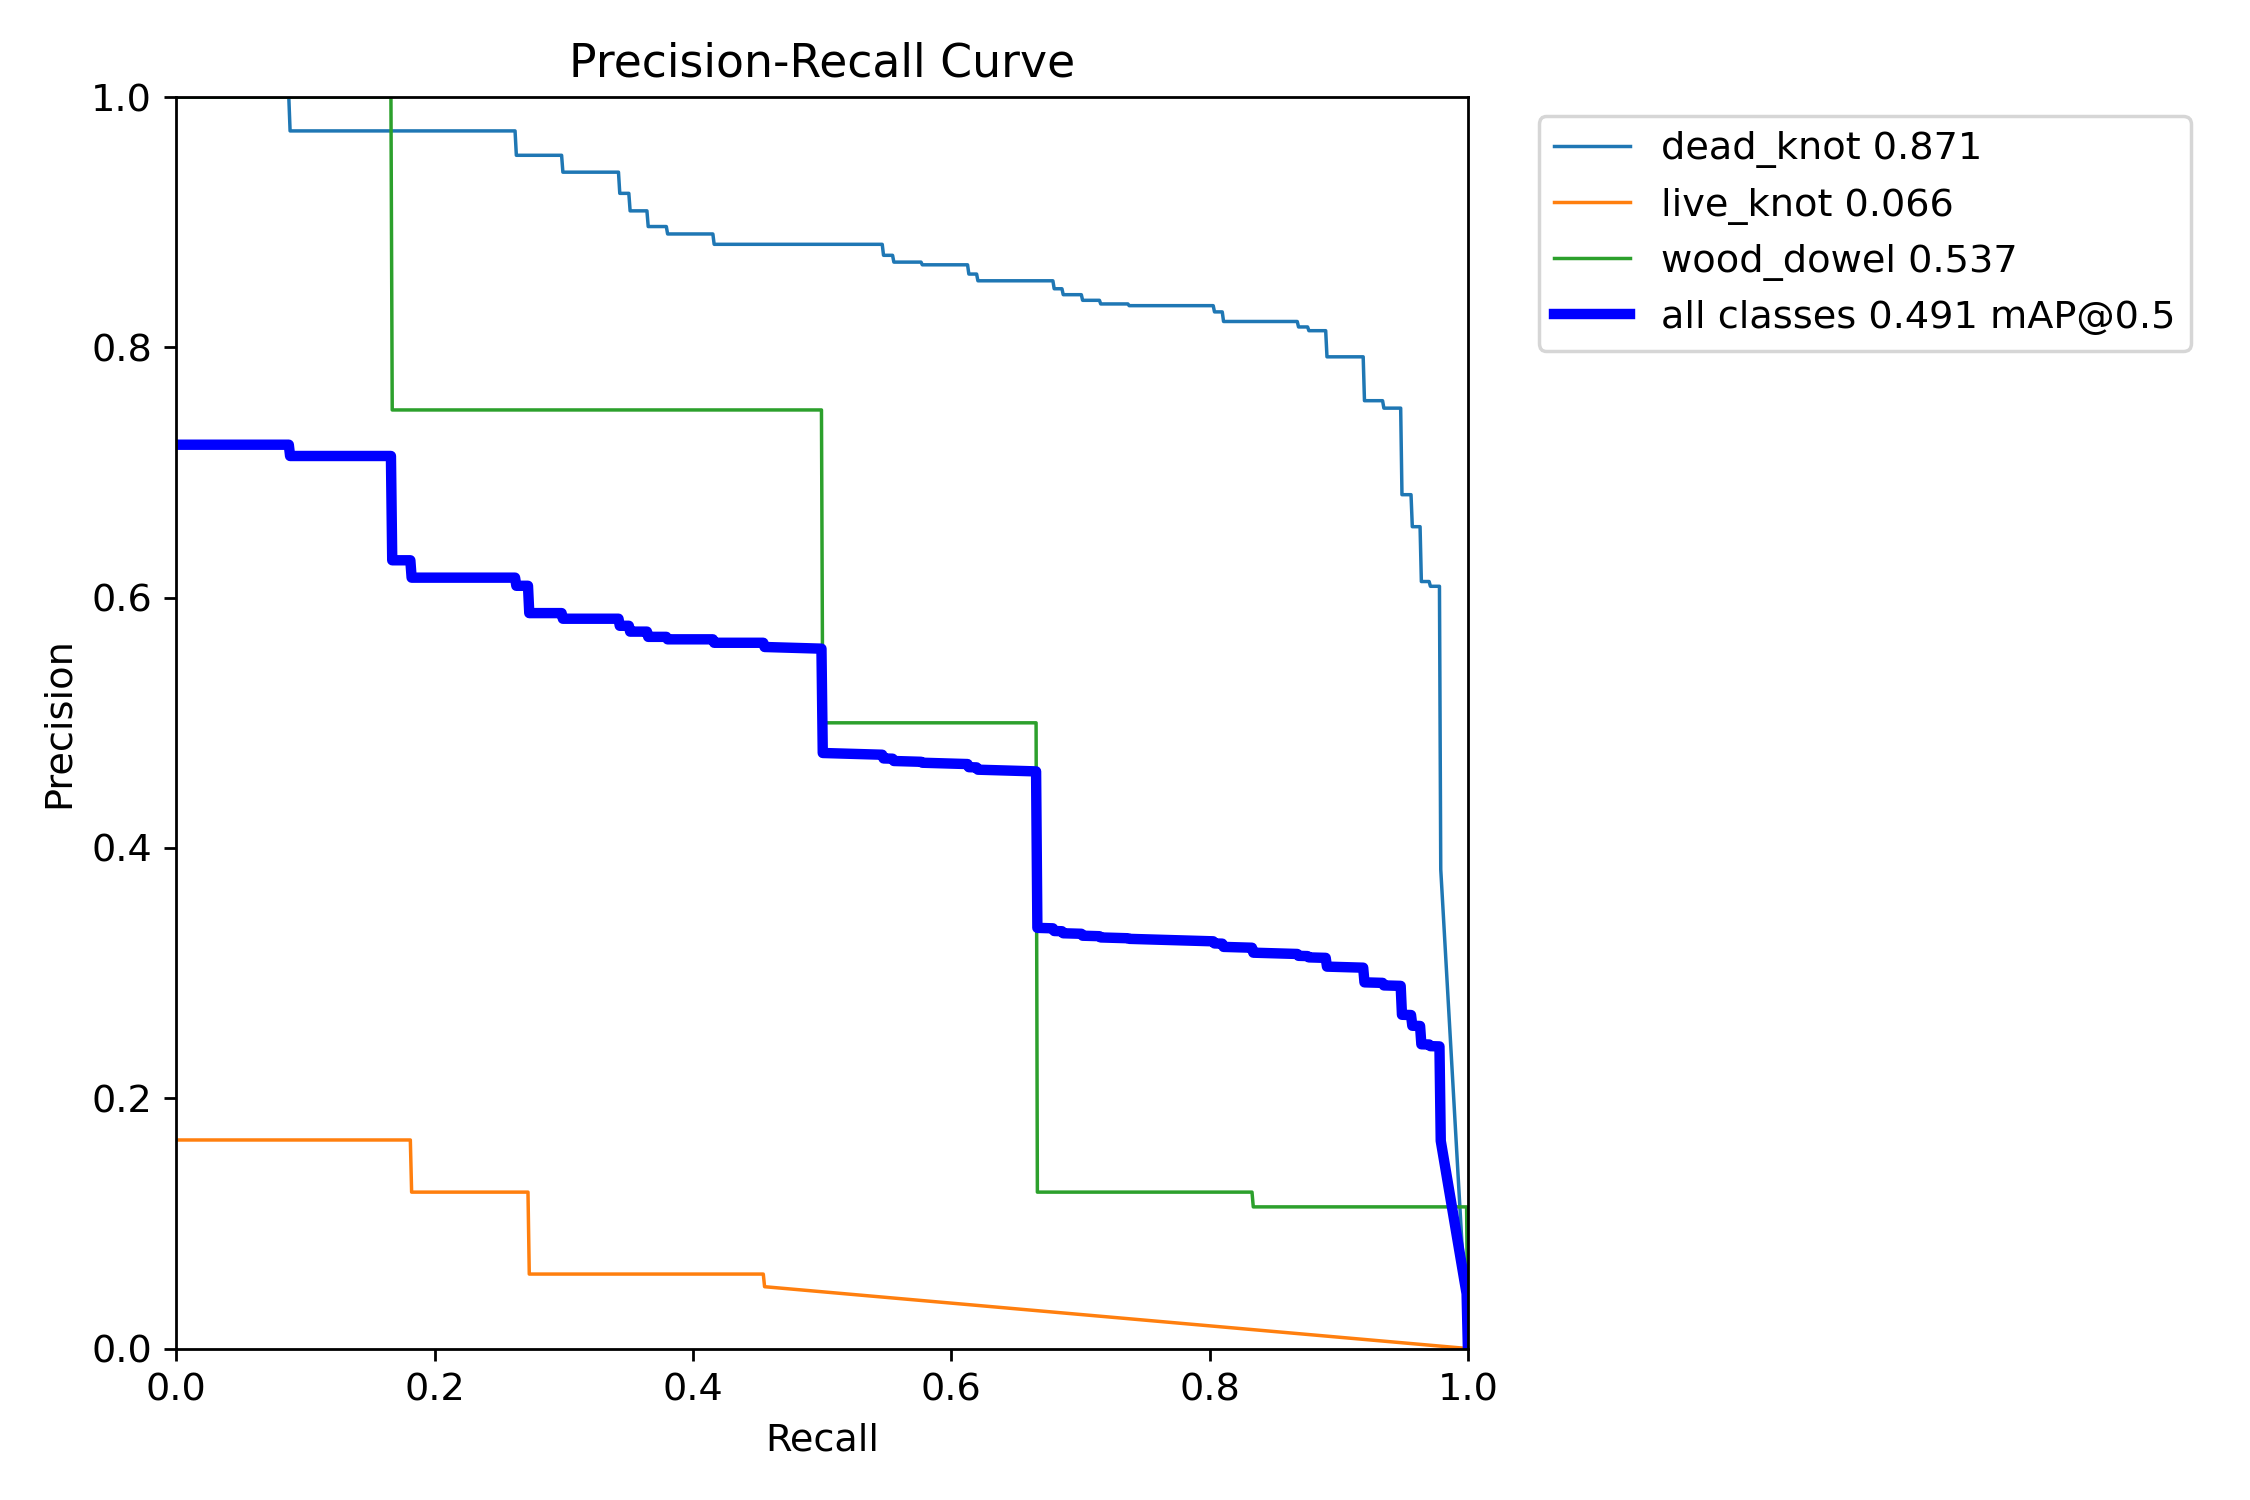 Precision-Recall Curve
1.0
0.8
0.6
0.4
0.2
0.0
Precision
0.0 0.2 0.4 0.6 0.8 1.0
Recall
dead_knot 0.871
live_knot 0.066
wood_dowel 0.537
all classes 0.491 mAP@0.5